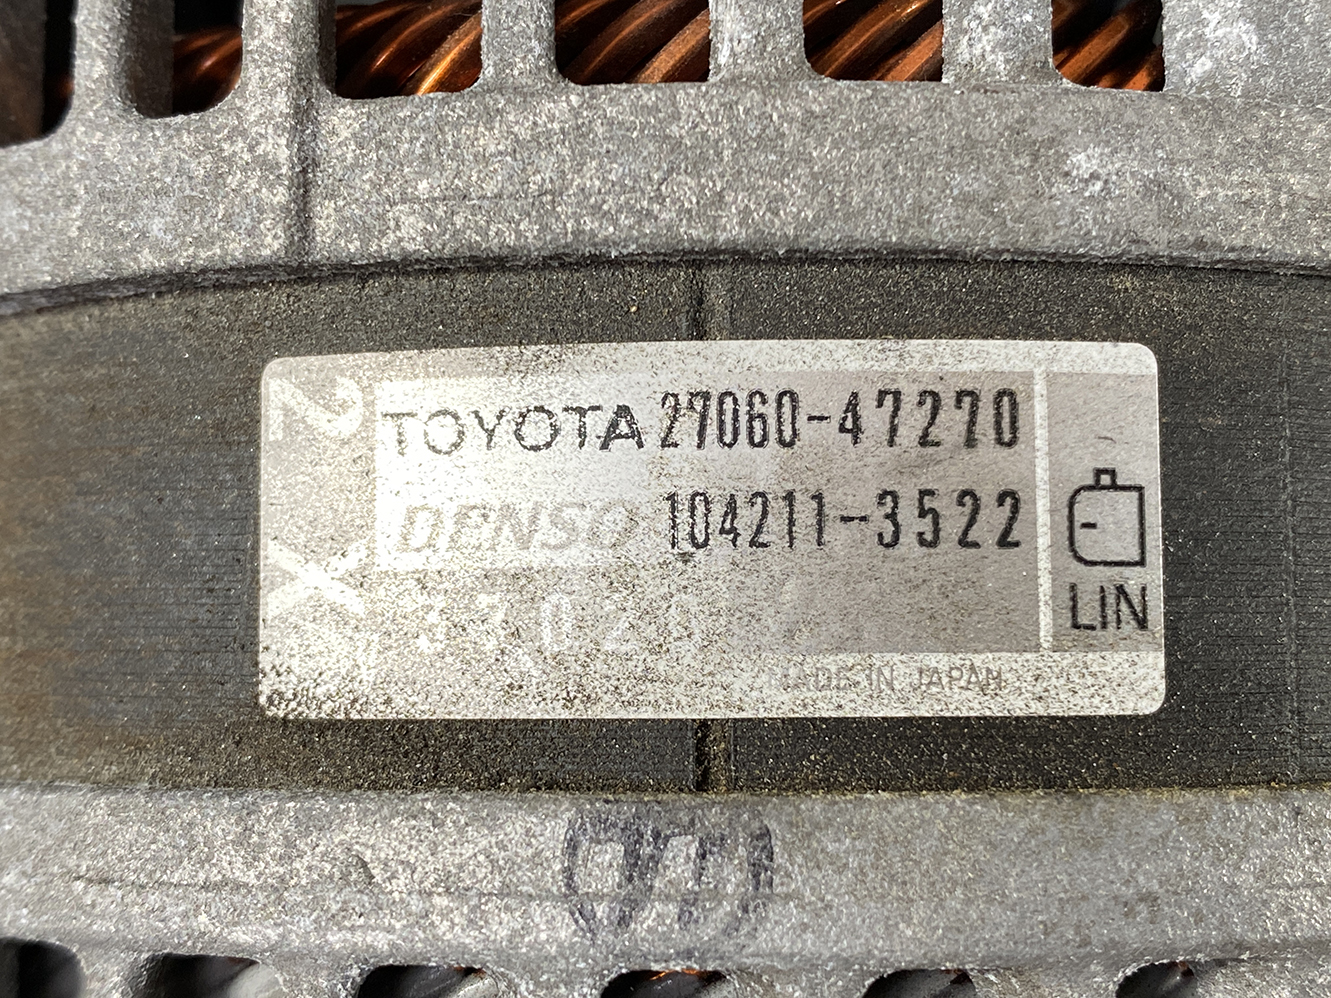 TOYOTA 27060-47270
DENSO 104211-3522
LIN
MADE IN JAPAN